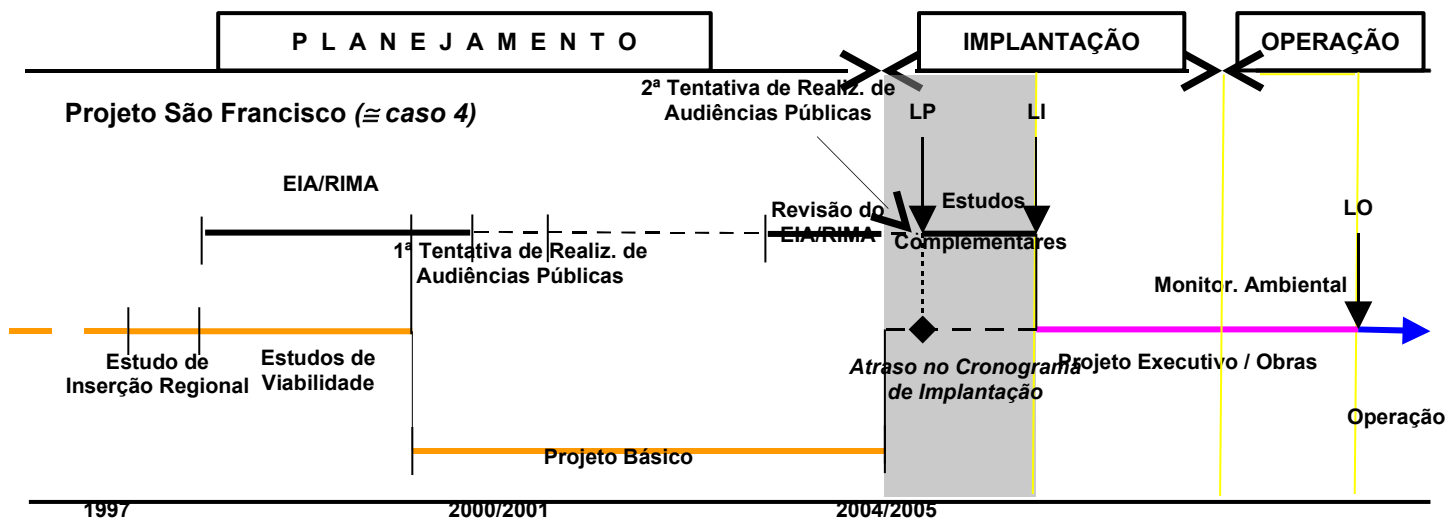 P L A N E J A M E N T O
IMPLANTAÇÃO
OPERAÇÃO
Projeto São Francisco (≅ caso 4)
2ª Tentativa de Realiz. de
Audiências Públicas
LP
LI
EIA/RIMA
Revisão do
EIA/RIMA
Estudos
Complementares
LO
1ª Tentativa de Realiz. de
Audiências Públicas
Monitor. Ambiental
Estudo de
Inserção Regional
Estudos de
Viabilidade
Atraso no Cronograma
de Implantação
Projeto Executivo / Obras
Operação
Projeto Básico
1997
2000/2001
2004/2005